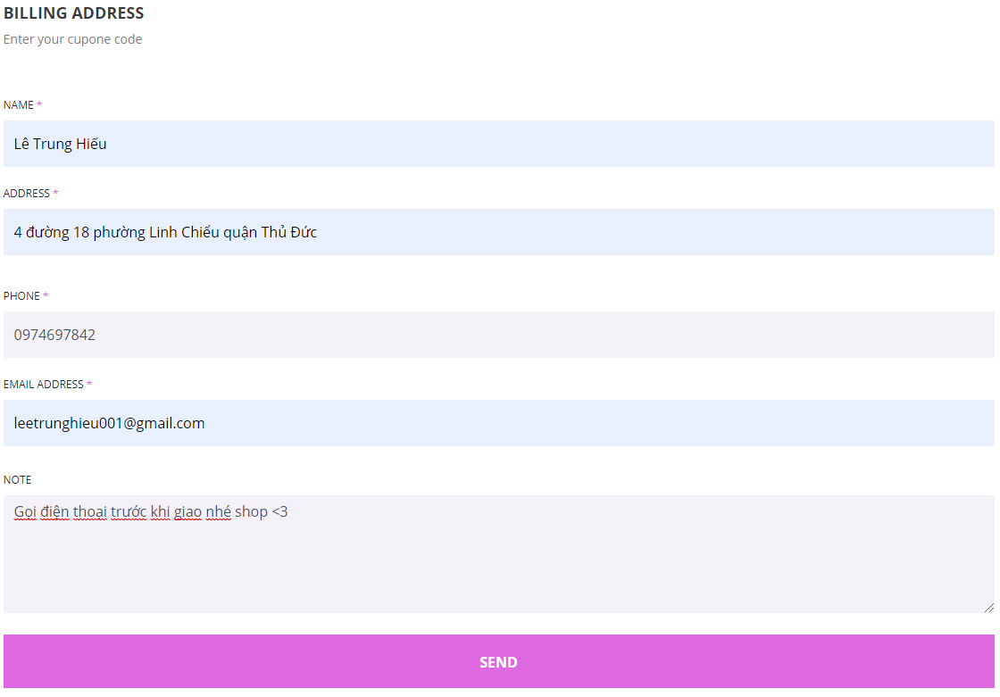 BILLING ADDRESS
Enter your cupone code
NAME *
Lê Trung Hiếu
ADDRESS *
4 đường 18 phường Linh Chiểu quận Thủ Đức
PHONE *
0974697842
EMAIL ADDRESS *
leetrunghieu001@gmail.com
NOTE
Gọi điện thoại trước khi giao nhé shop <3
SEND